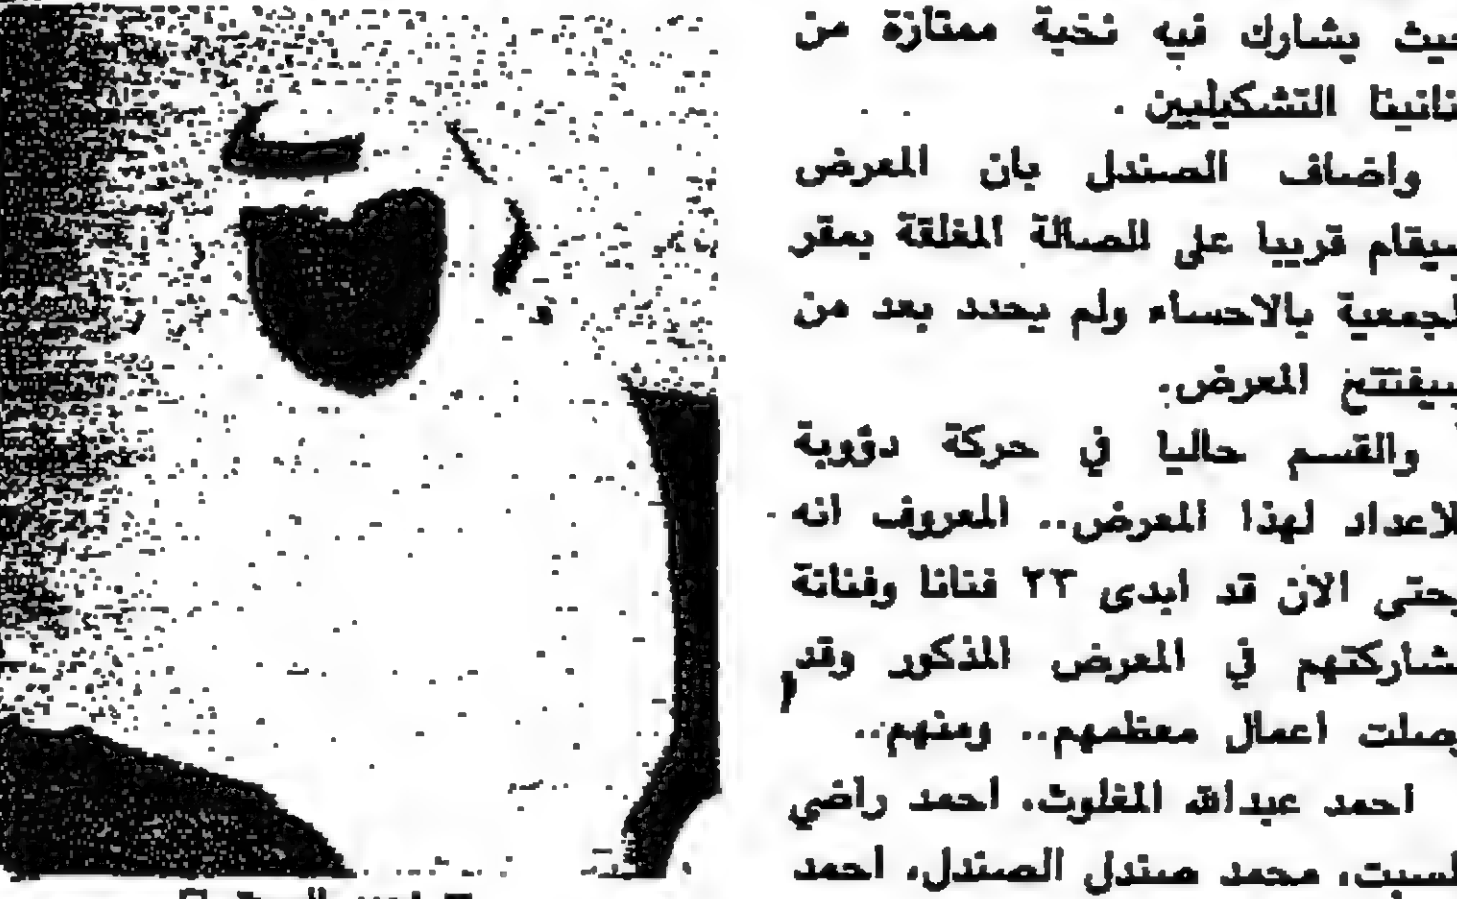 حيث يشارك فيه نخبة ممتازة من
فنانينا التشكيليين .
واضاف الصندل بان المعرض
سيقام قريبا على الصالة المغلقة بمقر
الجمعية بالاحساء ولم يحدد بعد من
سيفتتح المعرض.
والقسم حاليا في حركة دؤوبة
للاعداد لهذا المعرض.. المعروف انه
حتى الان قد ابدى ٢٣ فنانا وفنانة
مشاركتهم في المعرض المذكور وقد
وصلت اعمال معظمهم.. ومنهم..
احمد عبدالله المغلوث، احمد راضي
السبت، محمد صندل الصندل، احمد